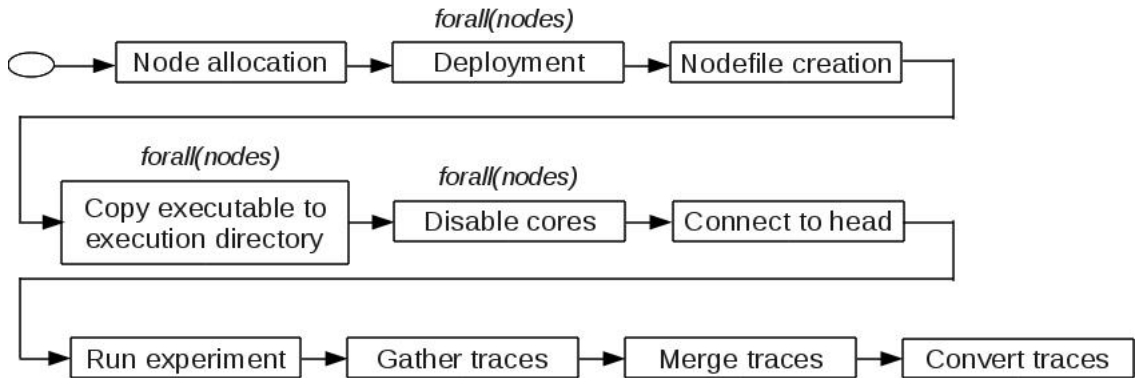 forall(nodes)
Node allocation
Deployment
Nodefile creation
forall(nodes)
forall(nodes)
Copy executable to
execution directory
Disable cores
Connect to head
Run experiment
Gather traces
Merge traces
Convert traces